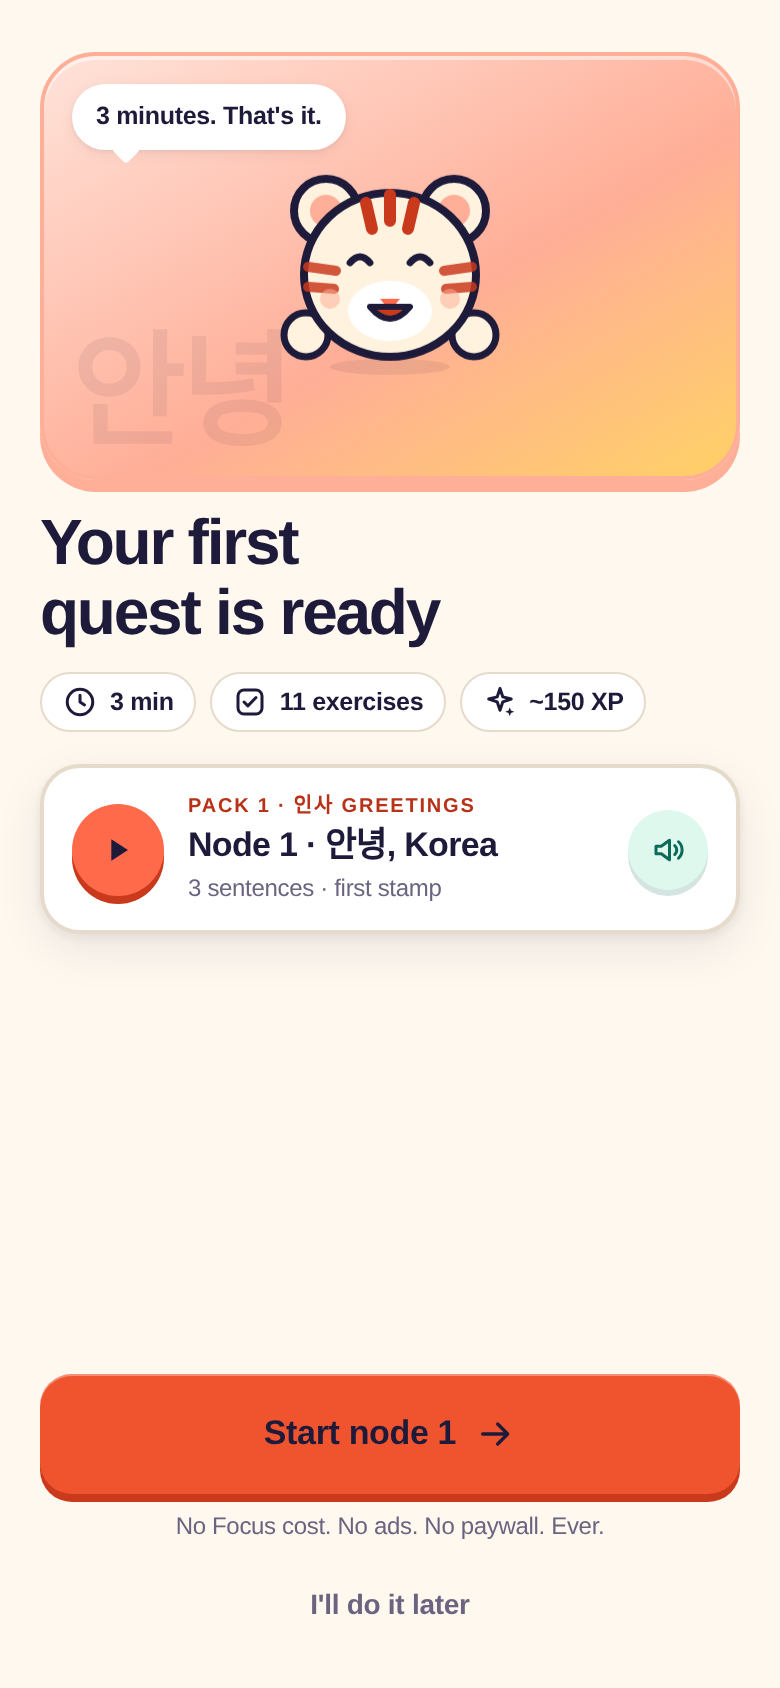 3 minutes. That's it.
안녕
Your first
quest is ready
3 min
11 exercises
~150 XP
PACK 1 · 인사 GREETINGS
Node 1 · 안녕, Korea
3 sentences · first stamp
Start node 1
No Focus cost. No ads. No paywall. Ever.
I'll do it later